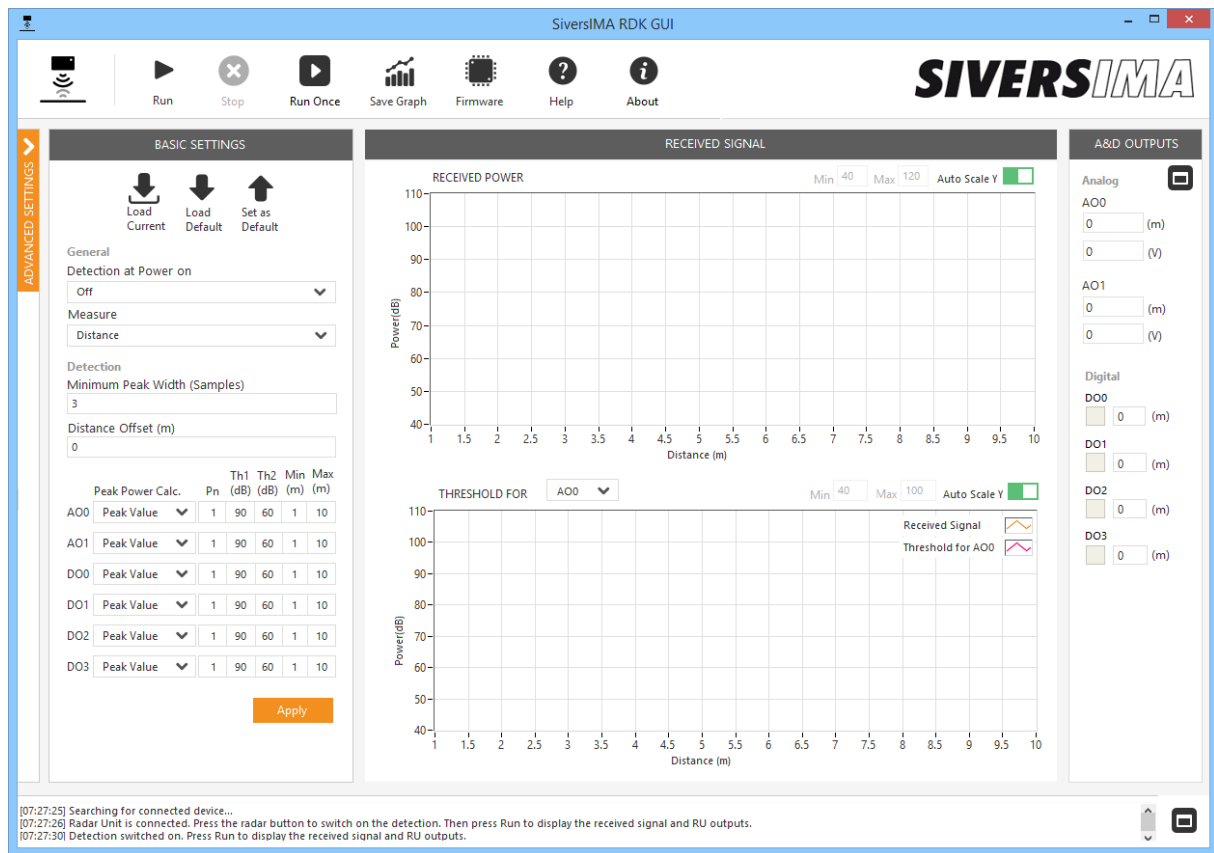 SiversIMA RDK GUI
Run
Stop
Run Once
Save Graph
Firmware
Help
About
SIVERSIMA
ADVANCED SETTINGS
BASIC SETTINGS
Load Current
Load Default
Set as Default
General
Detection at Power on
Off
Measure
Distance
Detection
Minimum Peak Width (Samples)
3
Distance Offset (m)
0
Peak Power Calc. Pn Th1 (dB) Th2 (dB) Min (m) Max (m)
AO0 Peak Value 1 90 60 1 10
AO1 Peak Value 1 90 60 1 10
DO0 Peak Value 1 90 60 1 10
DO1 Peak Value 1 90 60 1 10
DO2 Peak Value 1 90 60 1 10
DO3 Peak Value 1 90 60 1 10
Apply
RECEIVED SIGNAL
RECEIVED POWER
Min 40 Max 120 Auto Scale Y
110
100
90
80
70
60
50
40
Power(dB)
1 1.5 2 2.5 3 3.5 4 4.5 5 5.5 6 6.5 7 7.5 8 8.5 9 9.5 10
Distance (m)
THRESHOLD FOR AO0
Min 40 Max 100 Auto Scale Y
Received Signal
Threshold for AO0
110
100
90
80
70
60
50
40
Power(dB)
1 1.5 2 2.5 3 3.5 4 4.5 5 5.5 6 6.5 7 7.5 8 8.5 9 9.5 10
Distance (m)
A&D OUTPUTS
Analog
AO0
0 (m)
0 (V)
AO1
0 (m)
0 (V)
Digital
DO0
0 (m)
DO1
0 (m)
DO2
0 (m)
DO3
0 (m)
[07:27:25] Searching for connected device...
[07:27:26] Radar Unit is connected. Press the radar button to switch on the detection. Then press Run to display the received signal and RU outputs.
[07:27:30] Detection switched on. Press Run to display the received signal and RU outputs.